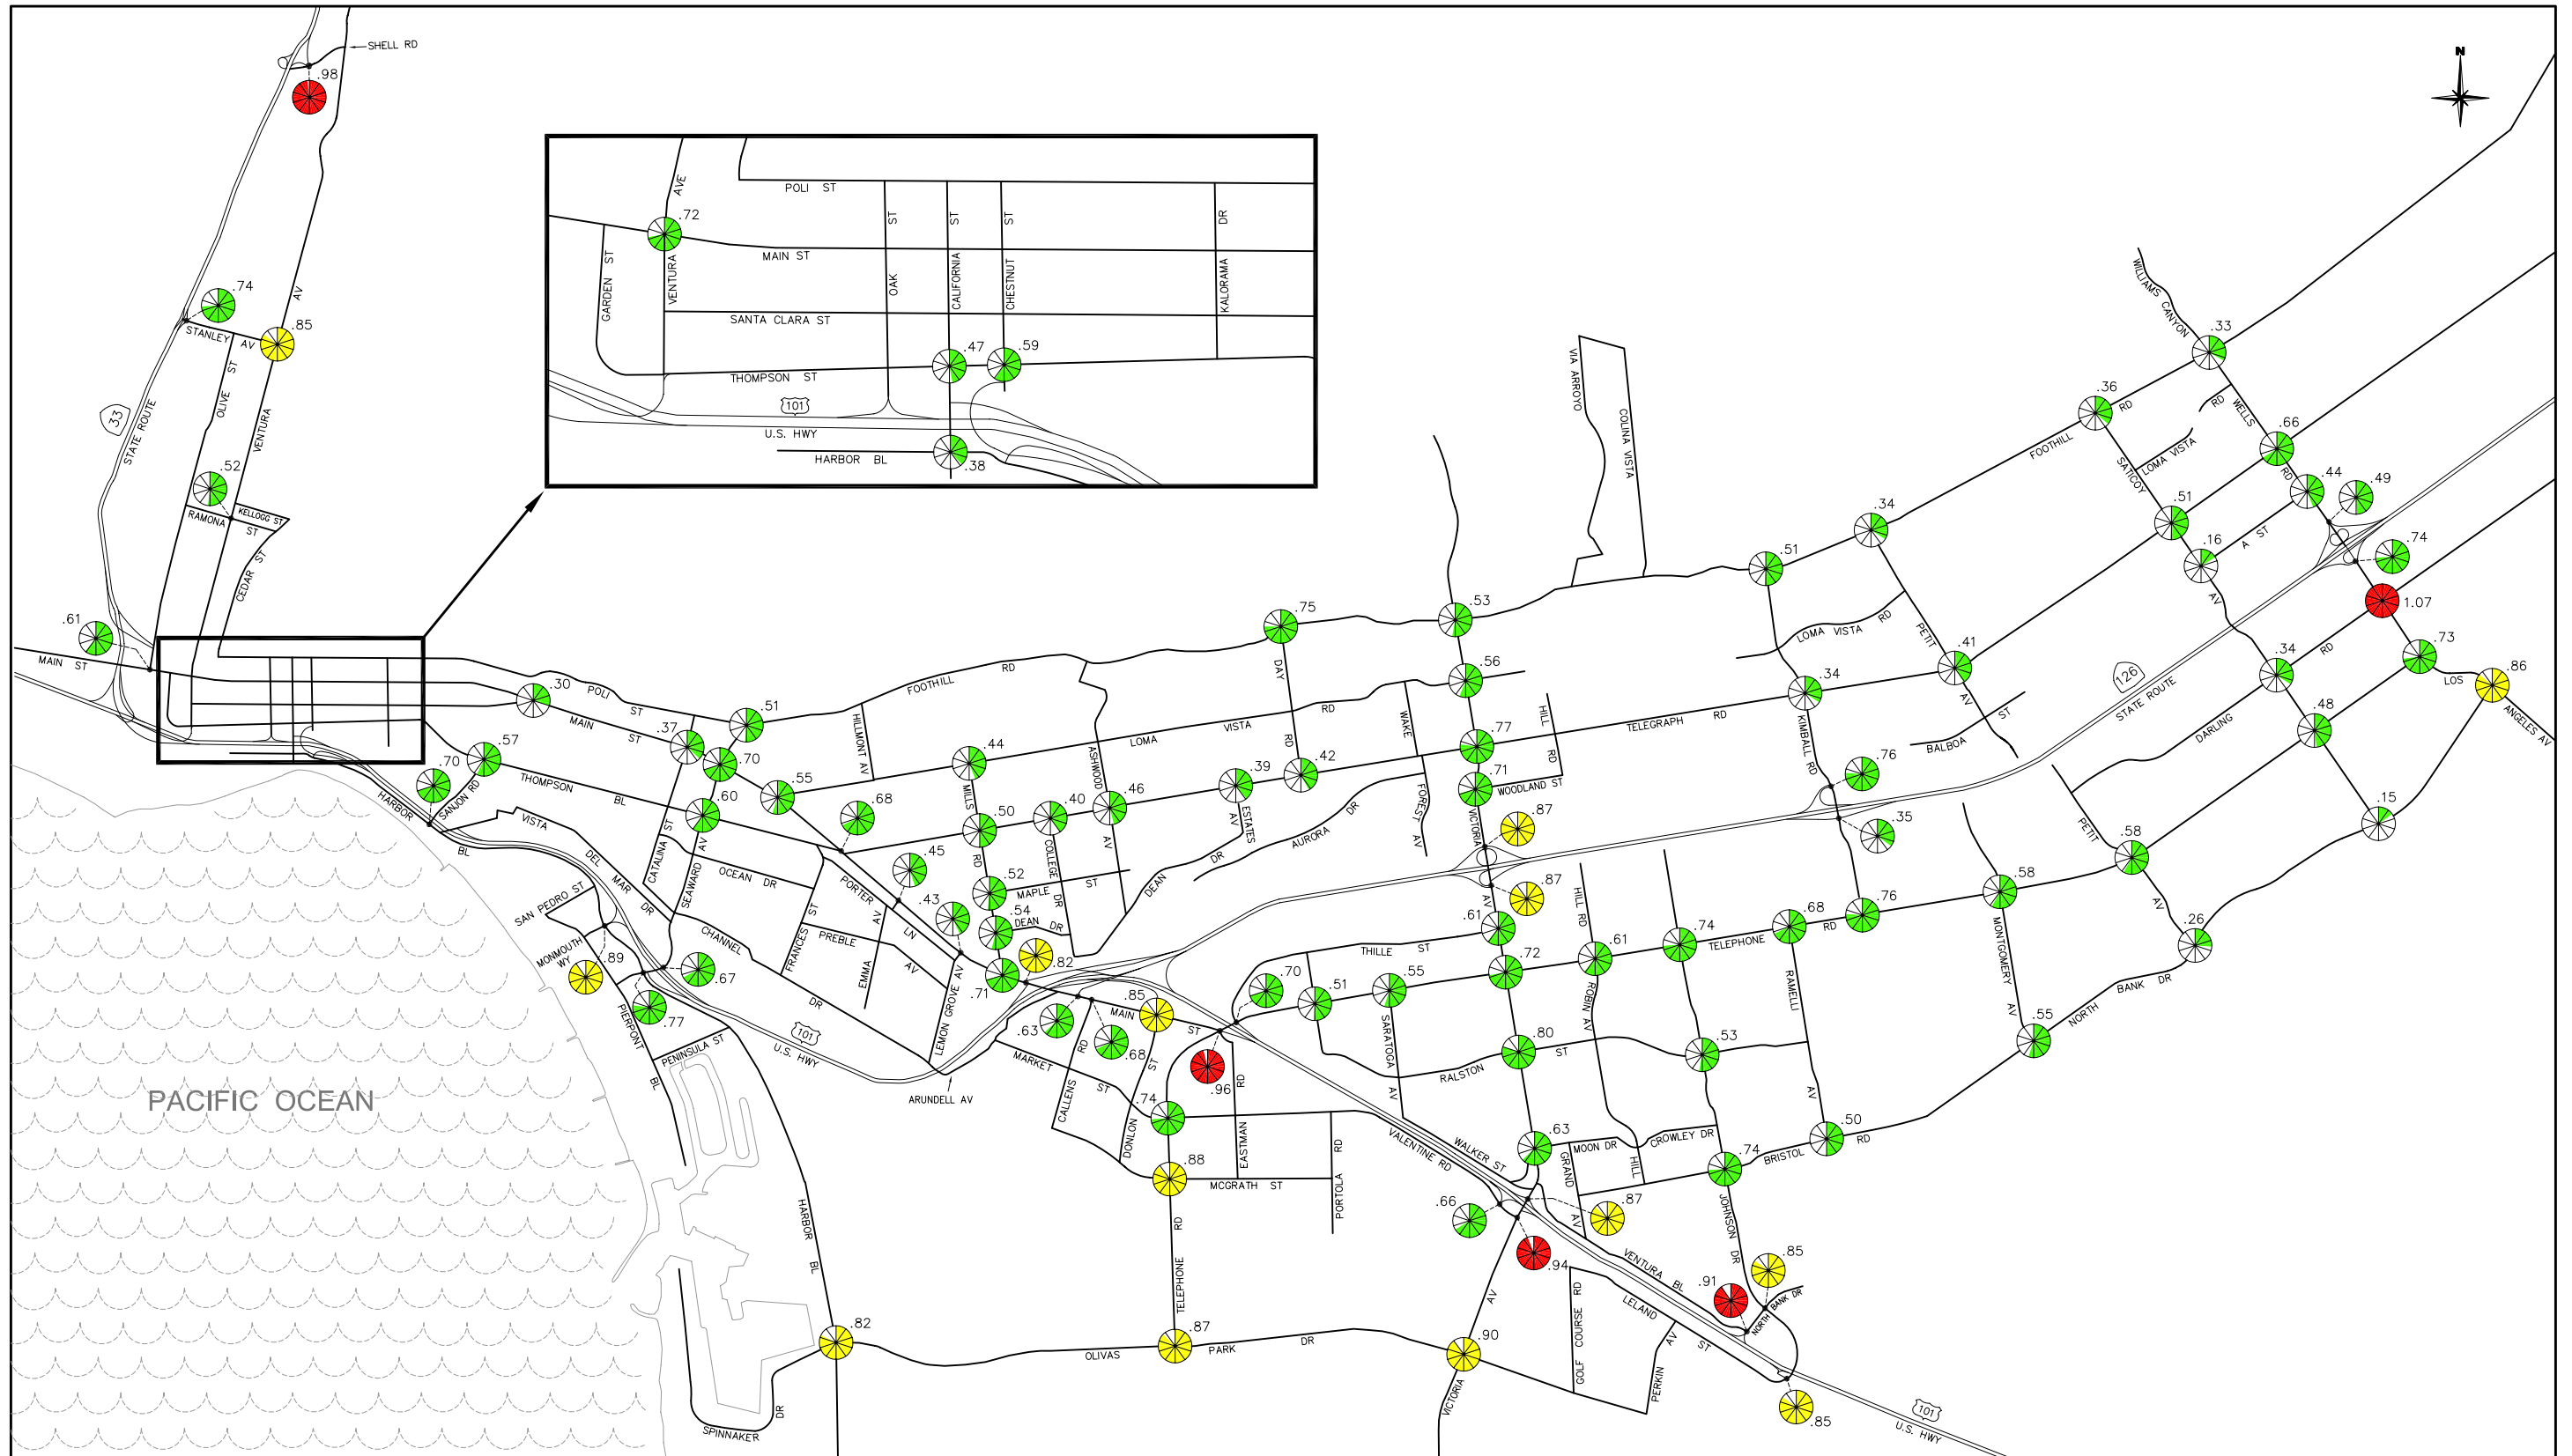 N
SHELL RD
.98
AVE
POLI ST
.72
MAIN ST
GARDEN ST
VENTURA
OAK ST
CALIFORNIA ST
CHESTNUT ST
KALORAMA DR
SANTA CLARA ST
.47
.59
THOMPSON ST
101
U.S. HWY
HARBOR BL
.38
.74
STANLEY AV
.85
AV
OLIVE ST
VENTURA
33
STATE ROUTE
.52
RAMONA ST
KELLOGG ST
CEDAR ST
.61
MAIN ST
WILLIAMS CANYON
.33
.36
RD
WELLS RD
LOMA VISTA RD
SATICOY AV
FOOTHILL
.66
.44
.49
.51
.16
A ST
.74
1.07
.73
.86
LOS ANGELES AV
VIA ARROYO
COLINA VISTA
.34
.51
.53
.75
.56
DAY RD
.30
POLI ST
MAIN ST
.37
.51
.70
FOOTHILL RD
HILLMONT AV
LOMA VISTA RD
ASHWOOD AV
WAKE FOREST AV
HILL RD
.77
.71
WOODLAND ST
TELEGRAPH RD
LOMA VISTA RD
PETIT AV
.41
.34
KIMBALL RD
BALBOA ST
126
STATE ROUTE
DARLING RD
.34
.48
.15
.57
.70
SANJON RD
THOMPSON BL
.60
.55
.68
.44
MILLS RD
.50
.40
.46
.39
.42
ESTATES AV
AURORA DR
DEAN DR
COLLEGE DR
VICTORIA AV
.87
.87
.76
.35
PETIT AV
.58
.58
.26
HARBOR BL
VISTA DEL MAR DR
CATALINA ST
SEAWARD AV
OCEAN DR
SAN PEDRO ST
MONMOUTH WY
.89
.67
.77
PIERPONT BL
PENINSULA ST
CHANNEL DR
FRANCES ST
PREBLE AV
EMMA AV
PORTER LN
.45
.43
LEMON GROVE AV
.52
MAPLE ST
.54
DEAN DR
.82
.71
.63
.68
.85
MAIN ST
101
U.S. HWY
ARUNDELL AV
MARKET ST
CALLENS RD
DONLON ST
.74
.96
.70
.51
.55
THILLE ST
.61
.72
HILL RD
.61
.74
TELEPHONE RD
.68
.76
MONTGOMERY AV
.55
NORTH BANK DR
SARATOGA AV
ROBIN AV
RAMELLI AV
RALSTON ST
.80
.53
EASTMAN RD
PORTOLA RD
.88
MCGRATH ST
VALENTINE RD
WALKER ST
.63
MOON DR
CROWLEY DR
GRAND AV
HILL
.74
BRISTOL RD
.50
JOHNSON DR
.66
.87
.94
VENTURA BL
LELAND ST
.91
.85
NORTH BANK DR
PACIFIC OCEAN
HARBOR BL
TELEPHONE RD
.82
OLIVAS PARK DR
.87
.90
VICTORIA AV
GOLF COURSE RD
PERKIN AV
.85
101
U.S. HWY
SPINNAKER DR